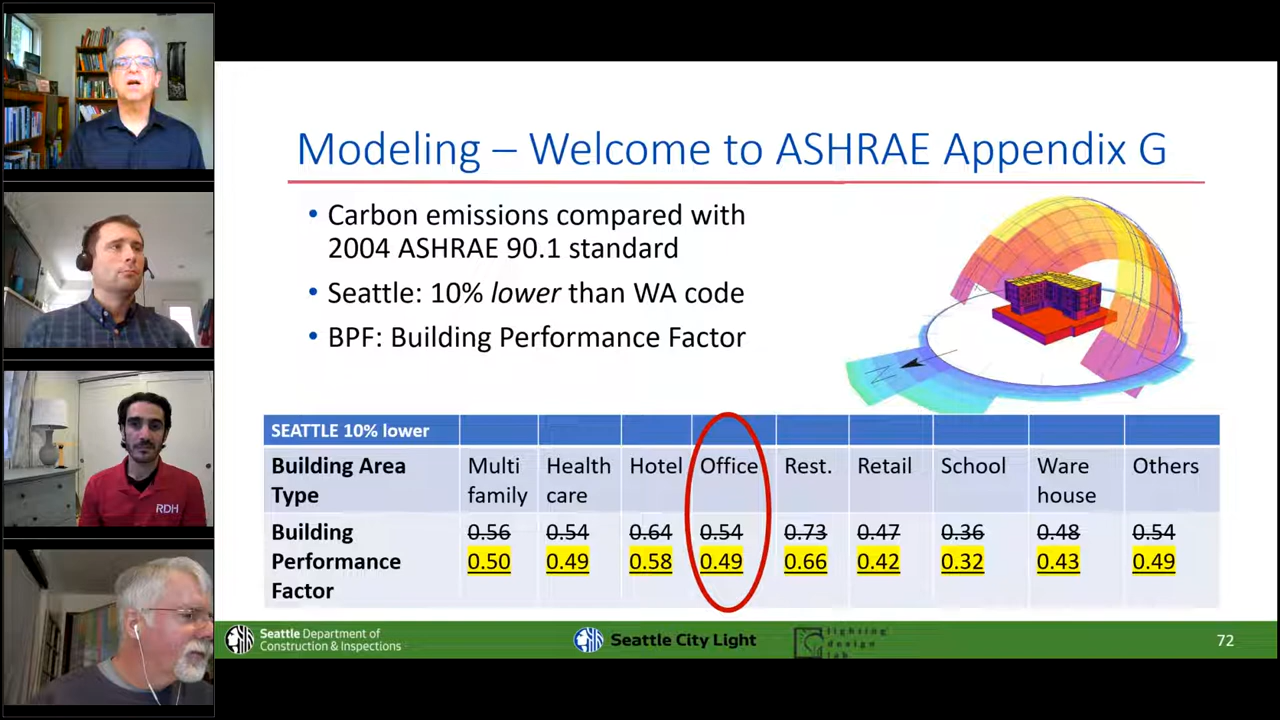 Modeling – Welcome to ASHRAE Appendix G
• Carbon emissions compared with
2004 ASHRAE 90.1 standard
• Seattle: 10% lower than WA code
• BPF: Building Performance Factor
N
SEATTLE 10% lower
Building Area Type Multi family Health care Hotel Office Rest. Retail School Ware house Others
Building Performance Factor 0.56 0.54 0.64 0.54 0.73 0.47 0.36 0.48 0.54
0.50 0.49 0.58 0.49 0.66 0.42 0.32 0.43 0.49
RDH
Seattle Department of
Construction & Inspections
Seattle City Light
lighting
design
lab
72